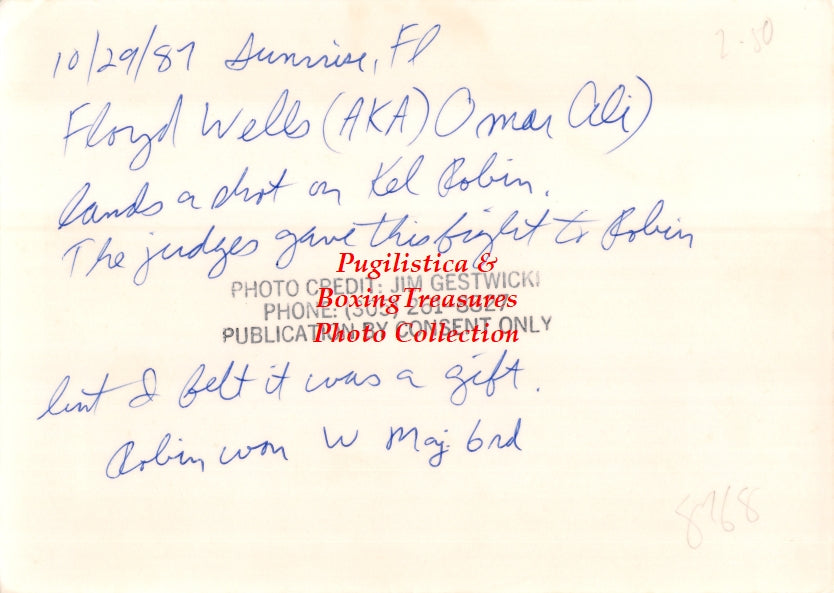 10/29/87 Sunrise, Fl
2.50
Floyd Wells (AKA) Omar Ali)
lands a shot on Kel Robin.
The judges gave this fight to Robin
Pugilistica &
PHOTO CREDIT: JIM GESTWICKI
BoxingTreasures
PHONE: (305)
Photo Collection
PUBLICATION BY CONSENT ONLY
but I felt it was a gift.
Robin won W Maj. 6rd
8768